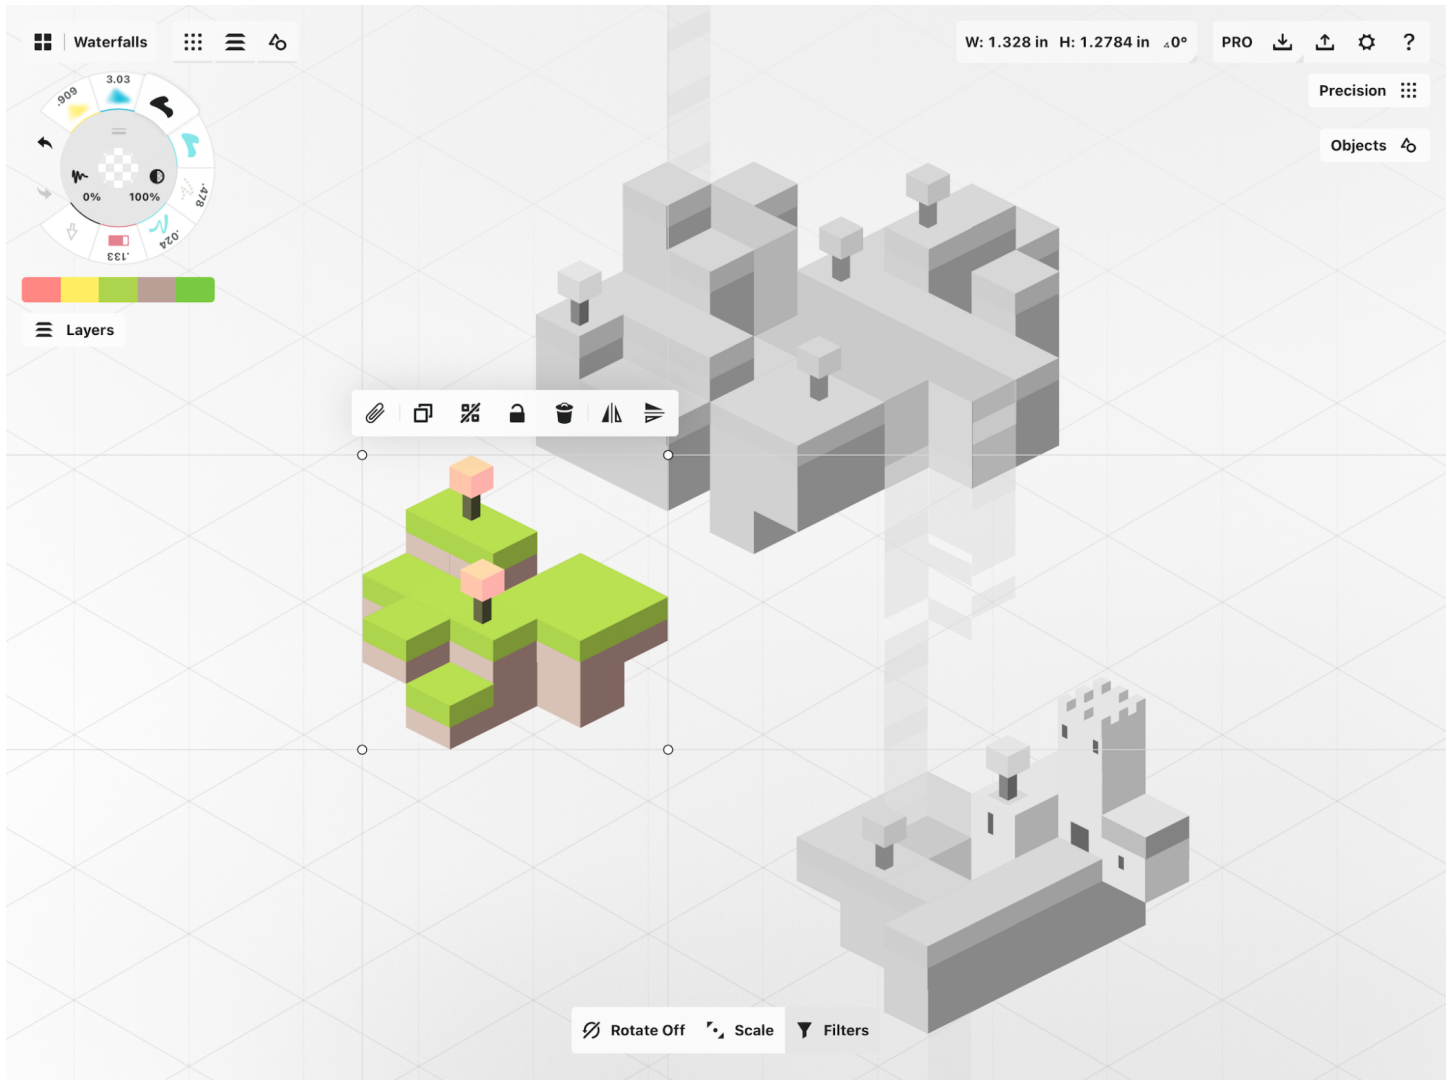 Waterfalls
W: 1.328 in H: 1.2784 in ⊿0°
PRO
?
Precision
Objects
.909
3.03
.478
.024
.133
0%
100%
Layers
Rotate Off
Scale
Filters